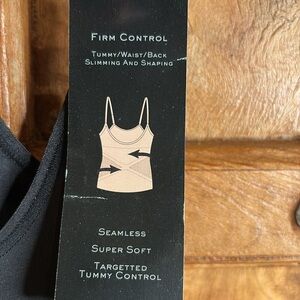 FIRM CONTROL
TUMMY/WAIST/BACK
SLIMMING AND SHAPING
SEAMLESS
SUPER SOFT
TARGETTED
TUMMY CONTROL